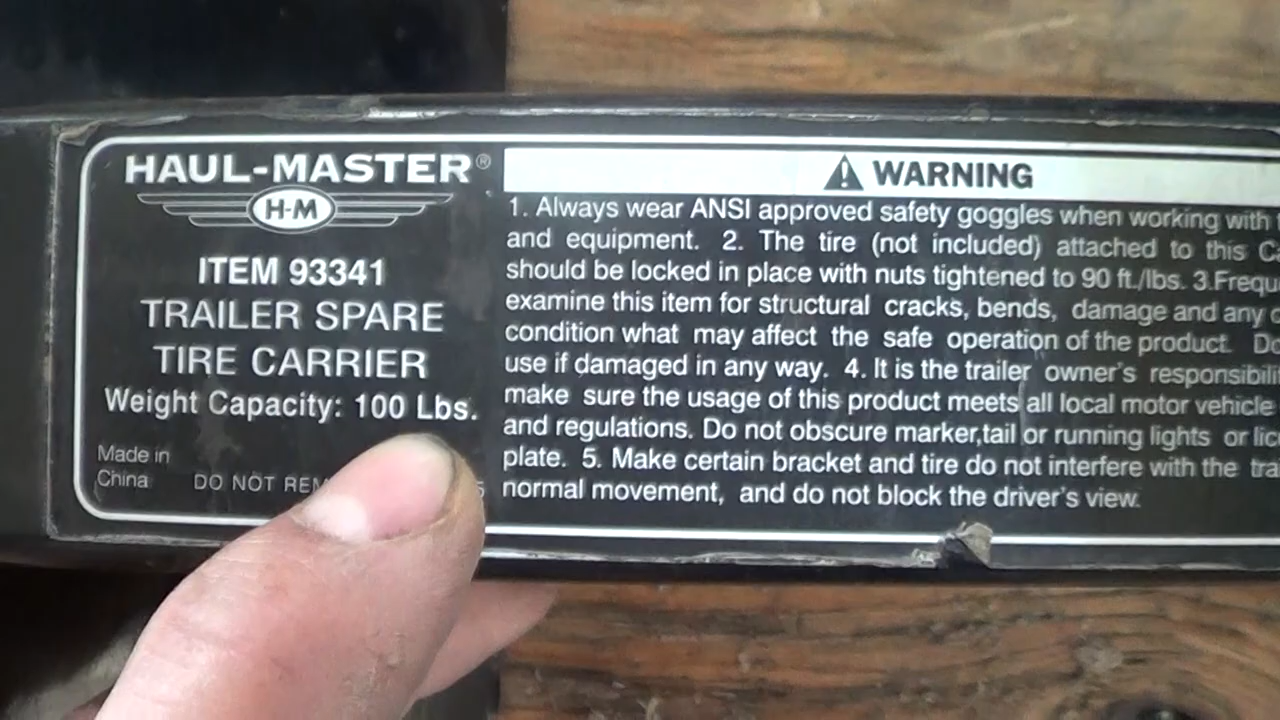 HAUL-MASTER®
H-M
ITEM 93341
TRAILER SPARE
TIRE CARRIER
Weight Capacity: 100 Lbs.
Made in
China
DO NOT
WARNING
1. Always wear ANSI approved safety goggles when working with
and equipment. 2. The tire (not included) attached to this
should be locked in place with nuts tightened to 90 ft./lbs. 3.
examine this item for structural cracks, bends, damage and any
condition what may affect the safe operation of the product. Do
use if damaged in any way. 4. It is the trailer owner's
make sure the usage of this product meets all local motor vehicle
and regulations. Do not obscure marker,tail or running lights or
plate. 5. Make certain bracket and tire do not interfere with the
normal movement, and do not block the driver's view.